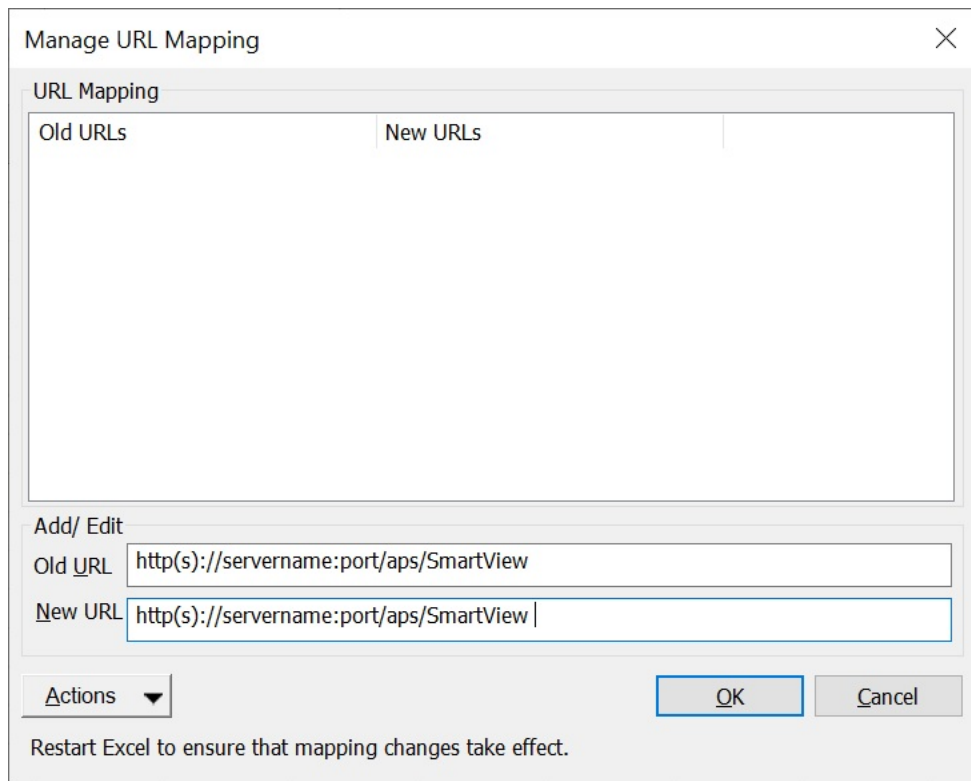 Manage URL Mapping
URL Mapping
Old URLs New URLs
Add/ Edit
Old URL http(s)://servername:port/aps/SmartView
New URL http(s)://servername:port/aps/SmartView
Actions OK Cancel
Restart Excel to ensure that mapping changes take effect.